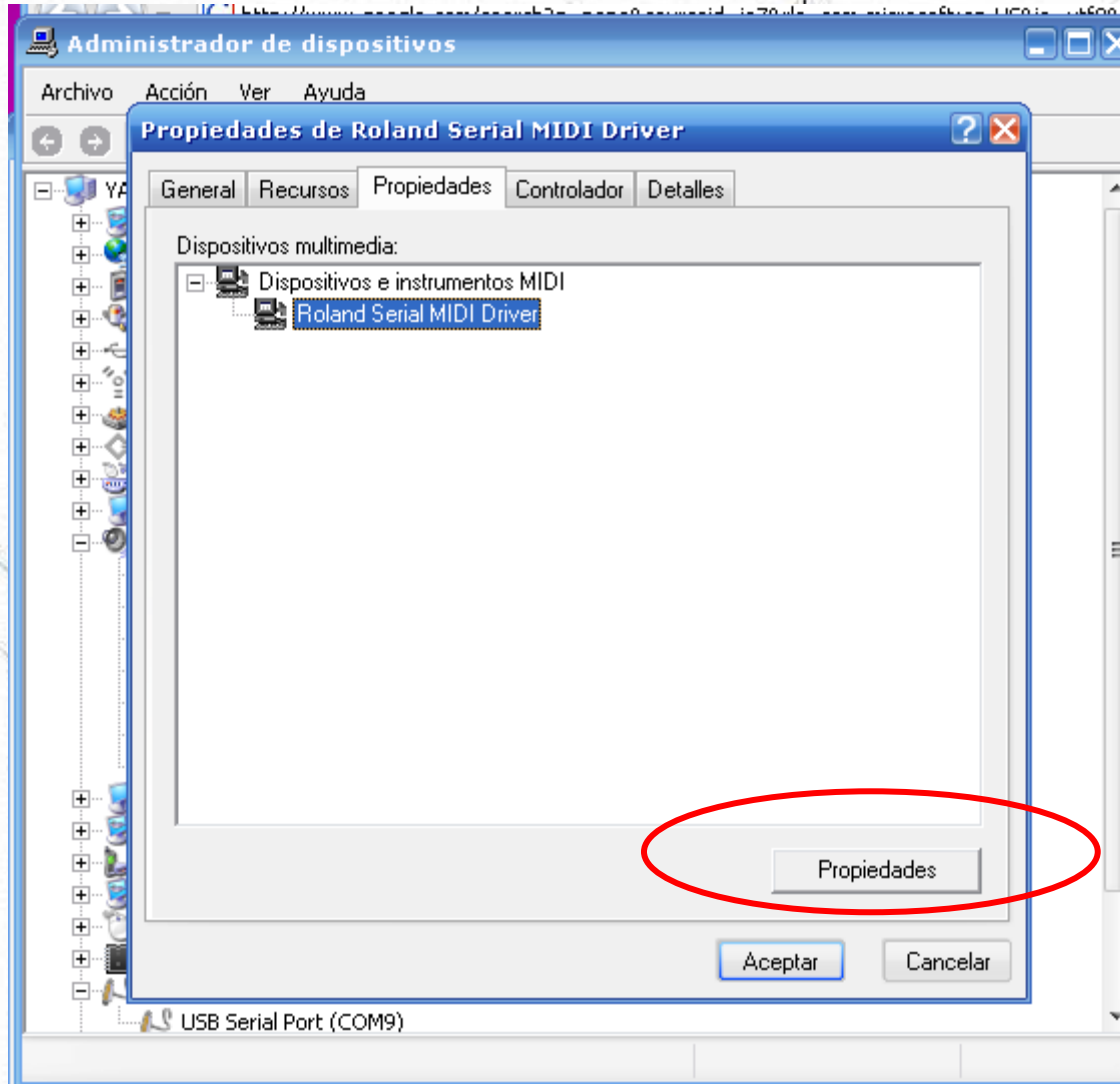 Administrador de dispositivos
Archivo Acción Ver Ayuda
Propiedades de Roland Serial MIDI Driver
YA
General Recursos Propiedades Controlador Detalles
Dispositivos multimedia:
Dispositivos e instrumentos MIDI
Roland Serial MIDI Driver
Propiedades
Aceptar Cancelar
USB Serial Port (COM9)